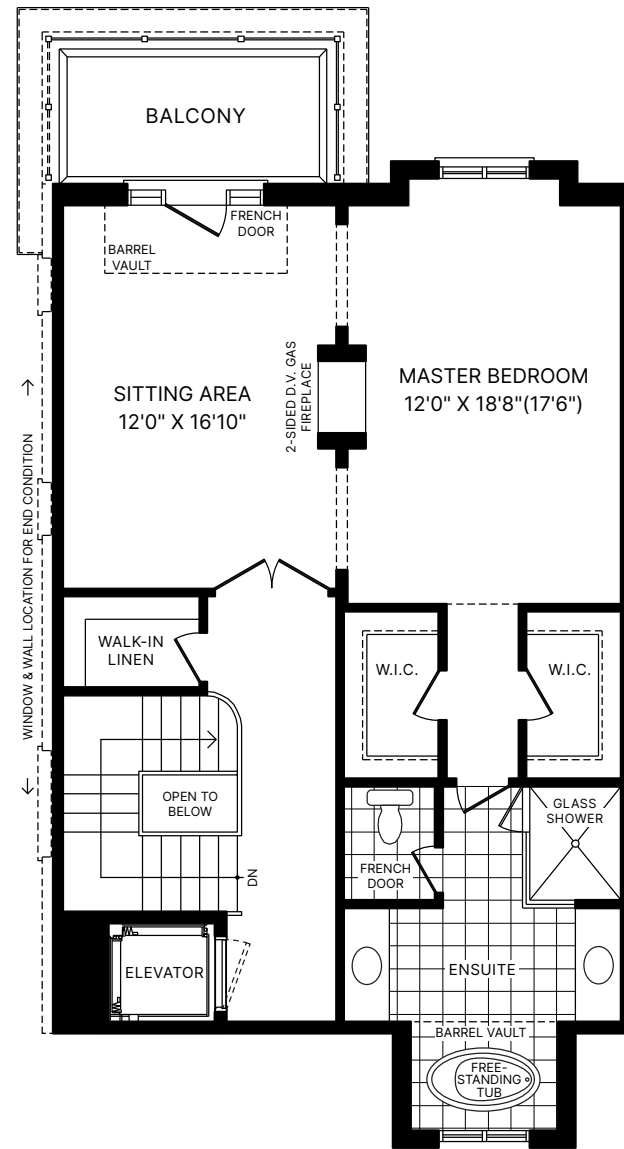 BALCONY
FRENCH
DOOR
BARREL
VAULT
2-SIDED D.V. GAS
FIREPLACE
SITTING AREA
12'0" X 16'10"
MASTER BEDROOM
12'0" X 18'8"(17'6")
WINDOW & WALL LOCATION FOR END CONDITION
WALK-IN
LINEN
W.I.C.
W.I.C.
OPEN TO
BELOW
DN
GLASS
SHOWER
FRENCH
DOOR
ELEVATOR
ENSUITE
BARREL VAULT
FREE-
STANDING
TUB